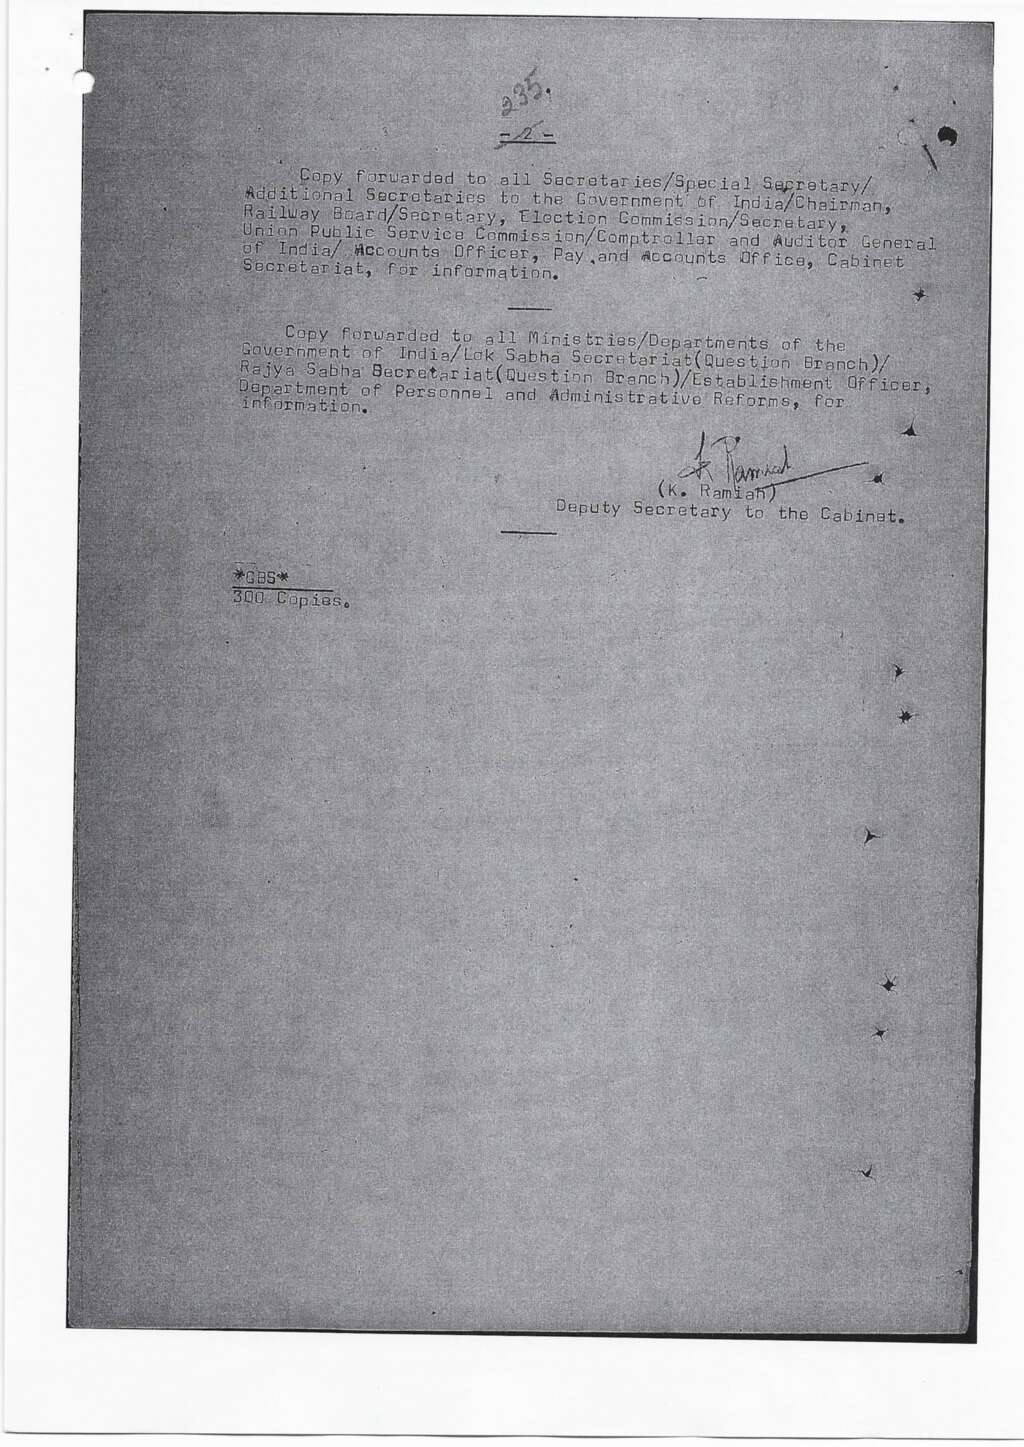 235.
- 2 -
Copy forwarded to all Secretaries/Special Secretary/
Additional Secretaries to the Government of India/Chairman,
Railway Board/Secretary, Election Commission/Secretary,
Union Public Service Commission/Comptroller and Auditor General
of India/ Accounts Officer, Pay and Accounts Office, Cabinet
Secretariat, for information.
Copy forwarded to all Ministries/Departments of the
Government of India/Lok Sabha Secretariat(Question Branch)/
Rajya Sabha Secretariat(Question Branch)/Establishment Officer,
Department of Personnel and Administrative Reforms, for
information.
K Ramiah
(K. Ramiah)
Deputy Secretary to the Cabinet.
*GBS*
300 Copies.